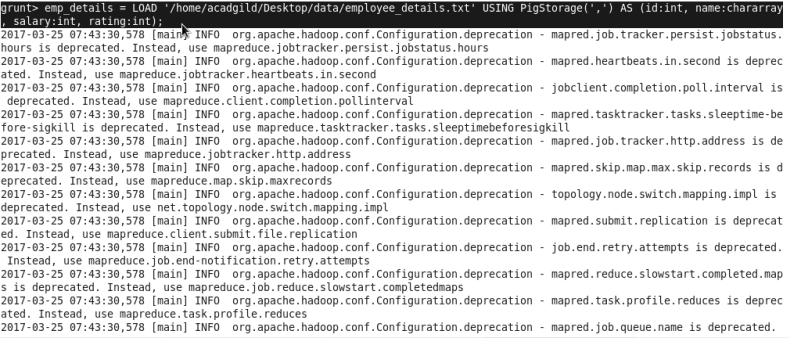 grunt> emp_details = LOAD '/home/acadgild/Desktop/data/employee_details.txt' USING PigStorage(',') AS (id:int, name:chararray
, salary:int, rating:int);
2017-03-25 07:43:30,578 [main] INFO  org.apache.hadoop.conf.Configuration.deprecation - mapred.job.tracker.persist.jobstatus.
hours is deprecated. Instead, use mapreduce.jobtracker.persist.jobstatus.hours
2017-03-25 07:43:30,578 [main] INFO  org.apache.hadoop.conf.Configuration.deprecation - mapred.heartbeats.in.second is deprec
ated. Instead, use mapreduce.jobtracker.heartbeats.in.second
2017-03-25 07:43:30,578 [main] INFO  org.apache.hadoop.conf.Configuration.deprecation - jobclient.completion.poll.interval is
 deprecated. Instead, use mapreduce.client.completion.pollinterval
2017-03-25 07:43:30,578 [main] INFO  org.apache.hadoop.conf.Configuration.deprecation - mapred.tasktracker.tasks.sleeptime-be
fore-sigkill is deprecated. Instead, use mapreduce.tasktracker.tasks.sleeptimebeforesigkill
2017-03-25 07:43:30,578 [main] INFO  org.apache.hadoop.conf.Configuration.deprecation - mapred.job.tracker.http.address is de
precated. Instead, use mapreduce.jobtracker.http.address
2017-03-25 07:43:30,578 [main] INFO  org.apache.hadoop.conf.Configuration.deprecation - mapred.skip.map.max.skip.records is d
eprecated. Instead, use mapreduce.map.skip.maxrecords
2017-03-25 07:43:30,578 [main] INFO  org.apache.hadoop.conf.Configuration.deprecation - topology.node.switch.mapping.impl is
deprecated. Instead, use net.topology.node.switch.mapping.impl
2017-03-25 07:43:30,578 [main] INFO  org.apache.hadoop.conf.Configuration.deprecation - mapred.submit.replication is deprecat
ed. Instead, use mapreduce.client.submit.file.replication
2017-03-25 07:43:30,578 [main] INFO  org.apache.hadoop.conf.Configuration.deprecation - job.end.retry.attempts is deprecated.
 Instead, use mapreduce.job.end-notification.retry.attempts
2017-03-25 07:43:30,578 [main] INFO  org.apache.hadoop.conf.Configuration.deprecation - mapred.reduce.slowstart.completed.map
s is deprecated. Instead, use mapreduce.job.reduce.slowstart.completedmaps
2017-03-25 07:43:30,578 [main] INFO  org.apache.hadoop.conf.Configuration.deprecation - mapred.task.profile.reduces is deprec
ated. Instead, use mapreduce.task.profile.reduces
2017-03-25 07:43:30,578 [main] INFO  org.apache.hadoop.conf.Configuration.deprecation - mapred.job.queue.name is deprecated.